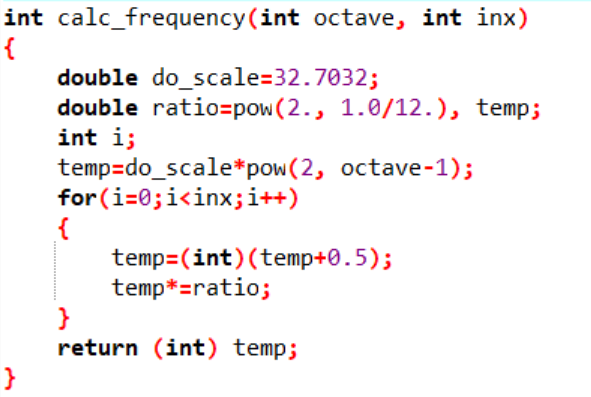 int calc_frequency(int octave, int inx)
{
    double do_scale=32.7032;
    double ratio=pow(2., 1.0/12.), temp;
    int i;
    temp=do_scale*pow(2, octave-1);
    for(i=0;i<inx;i++)
    {
        temp=(int)(temp+0.5);
        temp*=ratio;
    }
    return (int) temp;
}